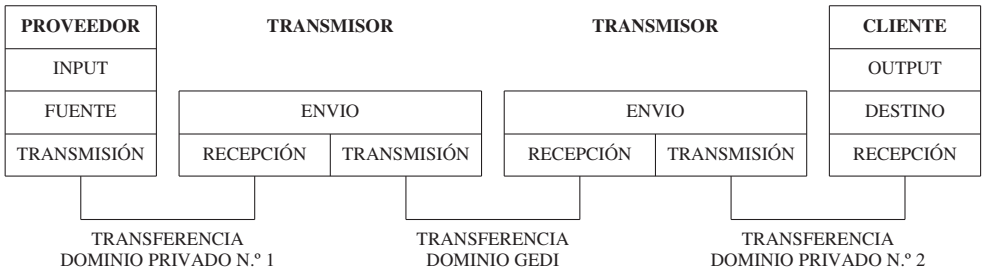 PROVEEDOR TRANSMISOR TRANSMISOR CLIENTE
INPUT OUTPUT
FUENTE ENVIO ENVIO DESTINO
TRANSMISIÓN RECEPCIÓN TRANSMISIÓN RECEPCIÓN TRANSMISIÓN RECEPCIÓN
TRANSFERENCIA TRANSFERENCIA TRANSFERENCIA
DOMINIO PRIVADO N.º 1 DOMINIO GEDI DOMINIO PRIVADO N.º 2